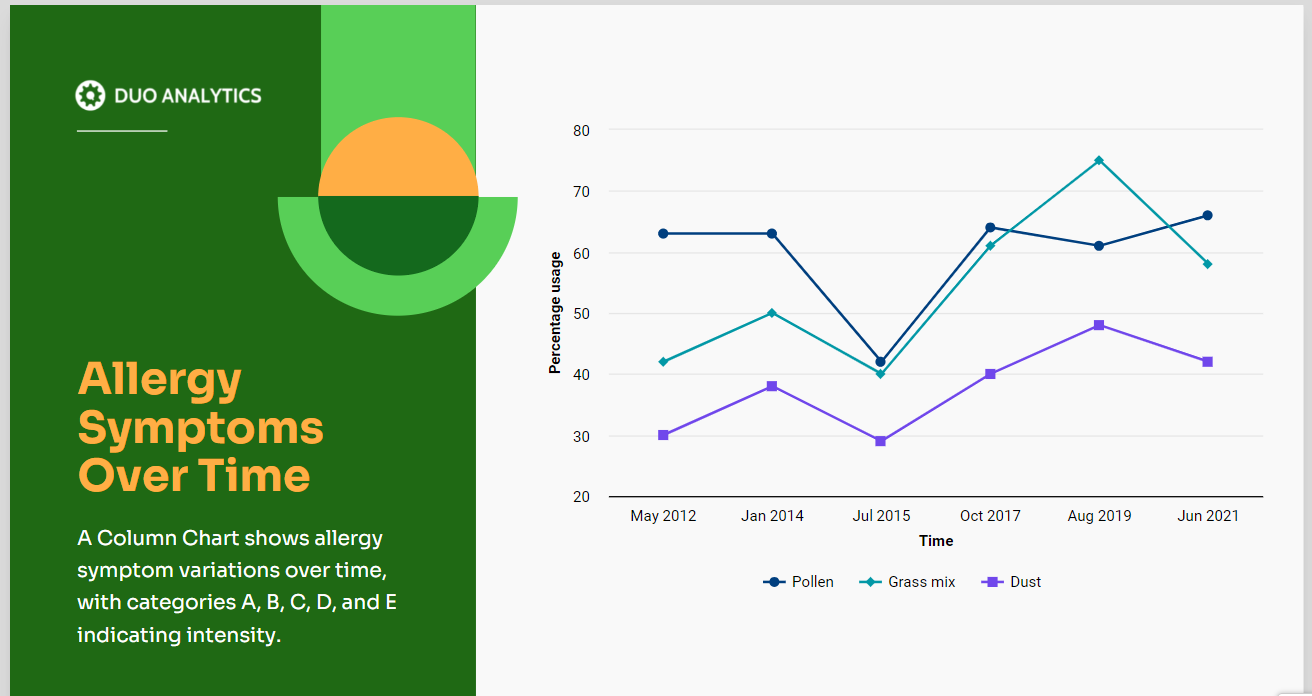 DUO ANALYTICS
Allergy
Symptoms
Over Time
A Column Chart shows allergy
symptom variations over time,
with categories A, B, C, D, and E
indicating intensity.
Percentage usage
80
70
60
50
40
30
20
May 2012 Jan 2014 Jul 2015 Oct 2017 Aug 2019 Jun 2021
Time
Pollen Grass mix Dust